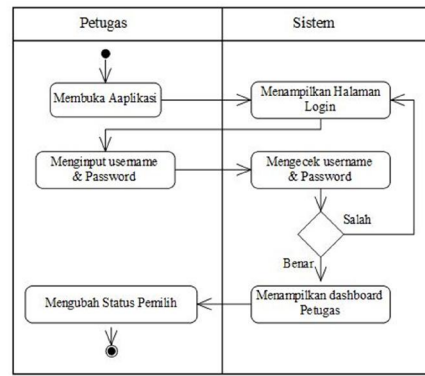 Petugas
Sistem
Membuka Aaplikasi
Menampilkan Halaman
Login
Menginput username
& Password
Mengecek username
& Password
Salah
Benar
Mengubah Status Pemilih
Menampilkan dashboard
Petugas